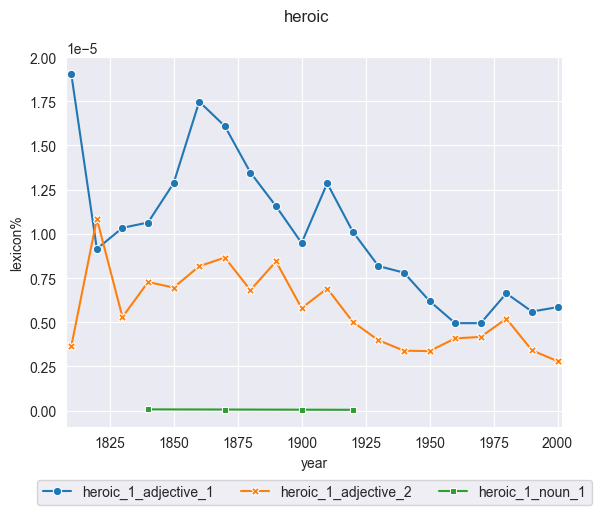 heroic
1e−5
2.00
1.75
1.50
1.25
1.00
0.75
0.50
0.25
0.00
lexicon%
1825 1850 1875 1900 1925 1950 1975 2000
year
heroic_1_adjective_1 heroic_1_adjective_2 heroic_1_noun_1